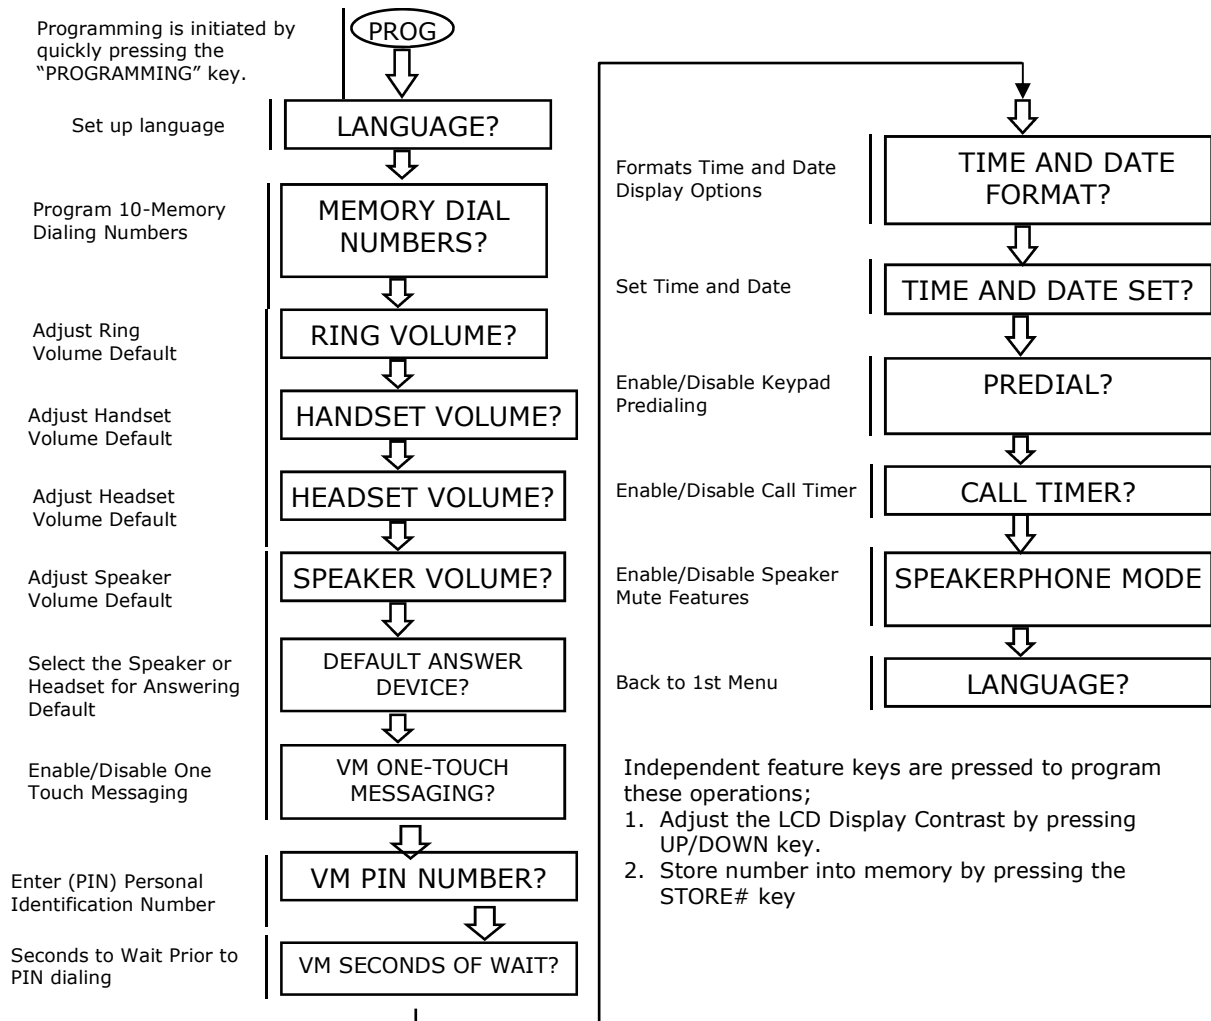 Programming is initiated by
quickly pressing the
“PROGRAMMING” key.
PROG
Set up language
LANGUAGE?
Program 10-Memory
Dialing Numbers
MEMORY DIAL
NUMBERS?
Adjust Ring
Volume Default
RING VOLUME?
Adjust Handset
Volume Default
HANDSET VOLUME?
Adjust Headset
Volume Default
HEADSET VOLUME?
Adjust Speaker
Volume Default
SPEAKER VOLUME?
Select the Speaker or
Headset for Answering
Default
DEFAULT ANSWER
DEVICE?
Enable/Disable One
Touch Messaging
VM ONE-TOUCH
MESSAGING?
Enter (PIN) Personal
Identification Number
VM PIN NUMBER?
Seconds to Wait Prior to
PIN dialing
VM SECONDS OF WAIT?
Formats Time and Date
Display Options
TIME AND DATE
FORMAT?
Set Time and Date
TIME AND DATE SET?
Enable/Disable Keypad
Predialing
PREDIAL?
Enable/Disable Call Timer
CALL TIMER?
Enable/Disable Speaker
Mute Features
SPEAKERPHONE MODE
Back to 1st Menu
LANGUAGE?
Independent feature keys are pressed to program
these operations;
1. Adjust the LCD Display Contrast by pressing
UP/DOWN key.
2. Store number into memory by pressing the
STORE# key